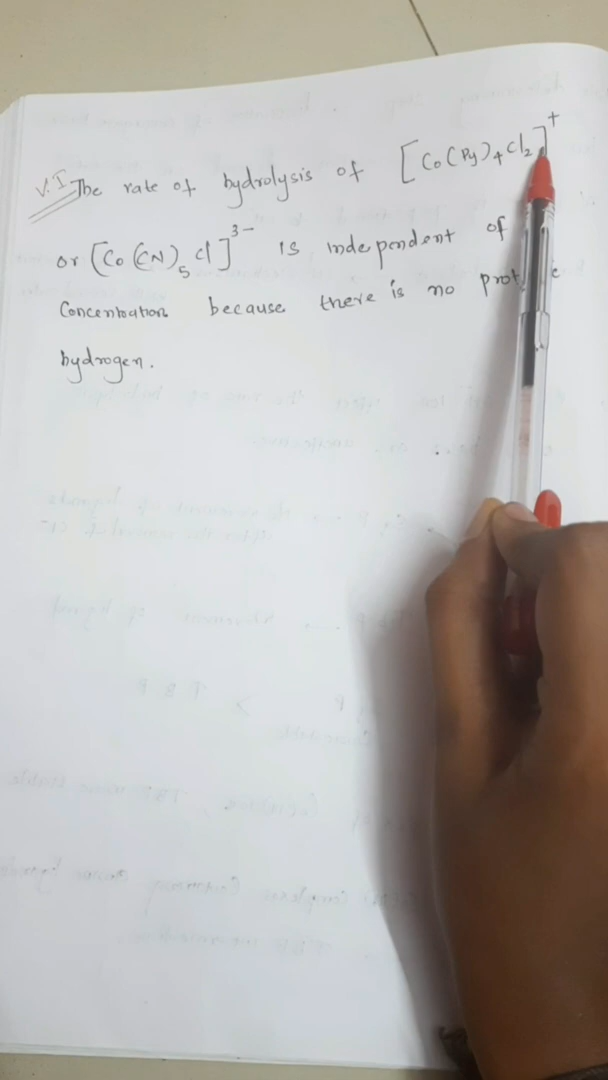 V.I The rate of hydrolysis of [Co(Py)₄Cl₂]⁺
or [Co(CN)₅Cl]³⁻ is independent of
Concentration because there is no
hydrogen.